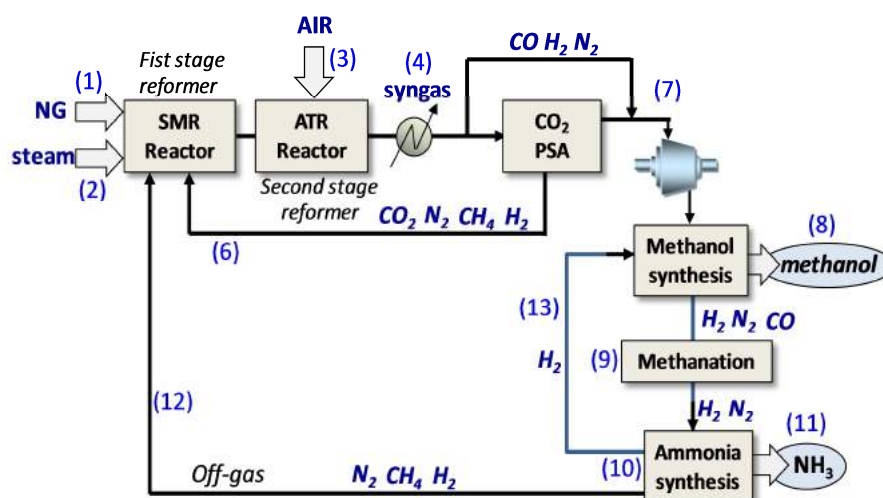 AIR
(3)
Fist stage
reformer
(4)
syngas
CO H2 N2
(7)
(1)
NG
steam
(2)
SMR
Reactor
ATR
Reactor
CO2
PSA
Second stage
reformer
CO2 N2 CH4 H2
(6)
Methanol
synthesis
(8)
methanol
(13)
H2 N2 CO
H2
(9)
Methanation
H2 N2
(12)
(11)
Off-gas
N2 CH4 H2
(10)
Ammonia
synthesis
NH3